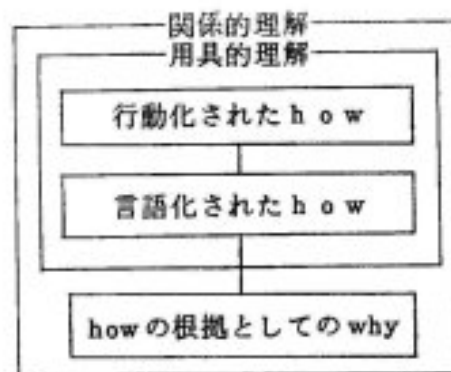 関係的理解
用具的理解
行動化されたｈｏｗ
言語化されたｈｏｗ
howの根拠としてのwhy